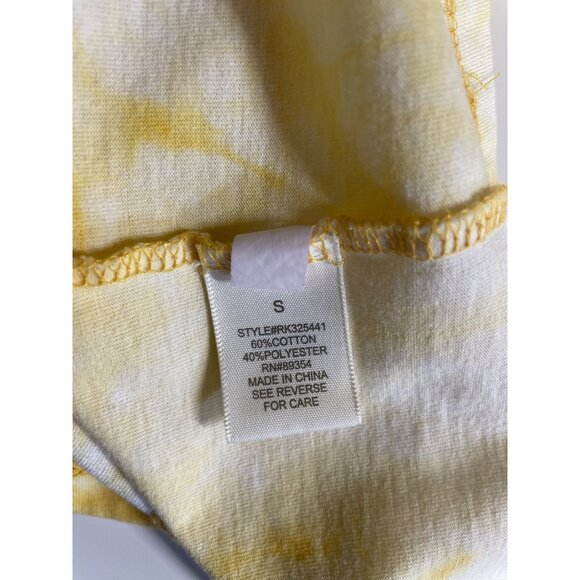 S
STYLE#RK325441
60%COTTON
40%POLYESTER
RN#89354
MADE IN CHINA
SEE REVERSE
FOR CARE